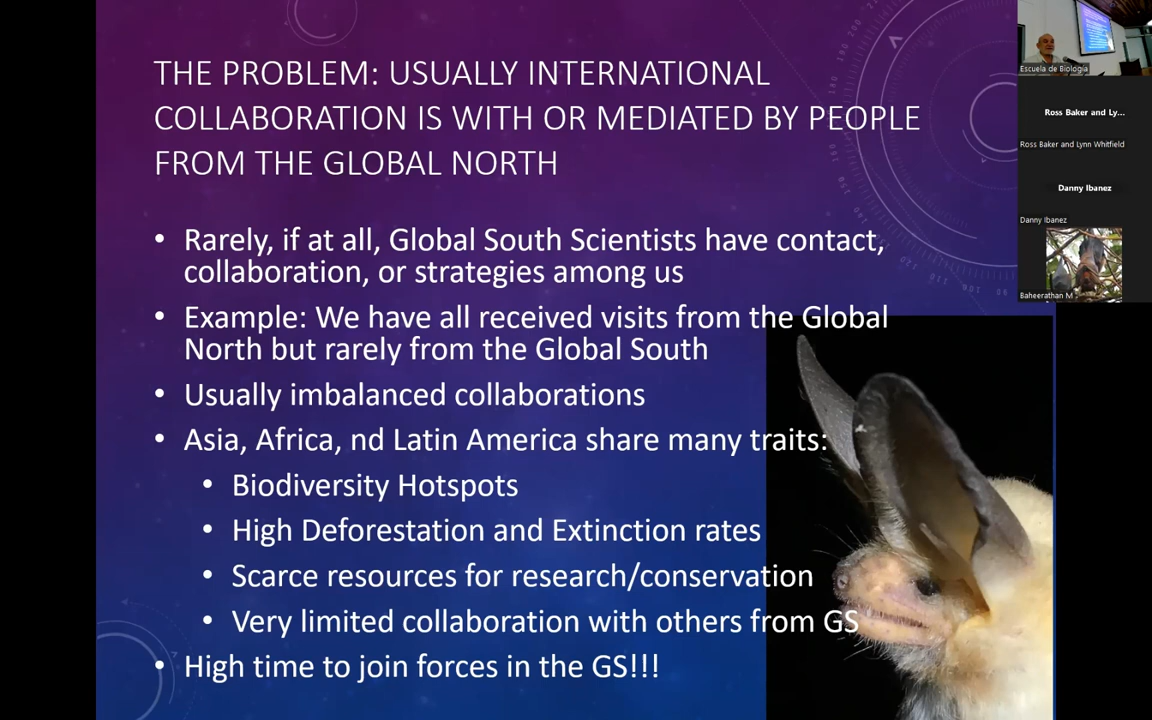 THE PROBLEM: USUALLY INTERNATIONAL
COLLABORATION IS WITH OR MEDIATED BY PEOPLE
FROM THE GLOBAL NORTH
• Rarely, if at all, Global South Scientists have contact,
collaboration, or strategies among us
• Example: We have all received visits from the Global
North but rarely from the Global South
• Usually imbalanced collaborations
• Asia, Africa, nd Latin America share many traits:
• Biodiversity Hotspots
• High Deforestation and Extinction rates
• Scarce resources for research/conservation
• Very limited collaboration with others from GS
• High time to join forces in the GS!!!
Escuela de Biología
Ross Baker and Ly...
Ross Baker and Lynn Whitfield
Danny Ibanez
Danny Ibanez
Baheerathan M